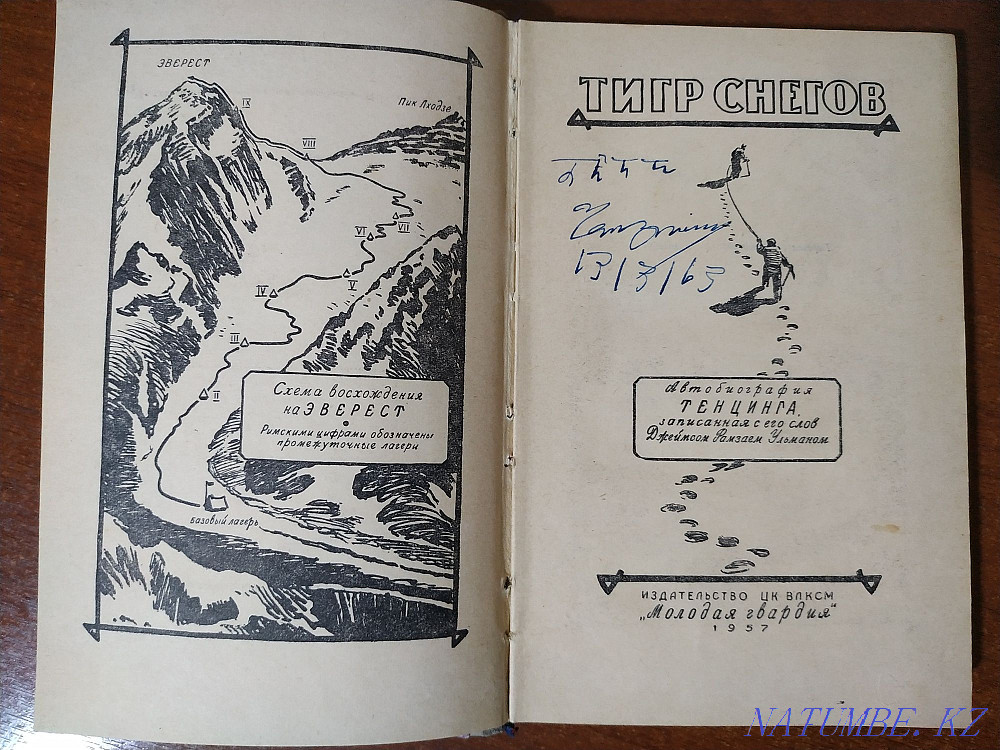 ЭВЕРЕСТ
Пик Лходзе
IX
VIII
VII
VI
V
IV
III
II
Схема восхождения
на ЭВЕРЕСТ
Римскими цифрами обозначены
промежуточные лагери
базовый лагерь
ТИГР СНЕГОВ
13/3/63
Автобиография
ТЕНЦИНГА,
записанная с его слов
Джеймсом Рамзаем Ульманом
ИЗДАТЕЛЬСТВО ЦК ВЛКСМ
„Молодая гвардия"
1957
NATUMBE.KZ